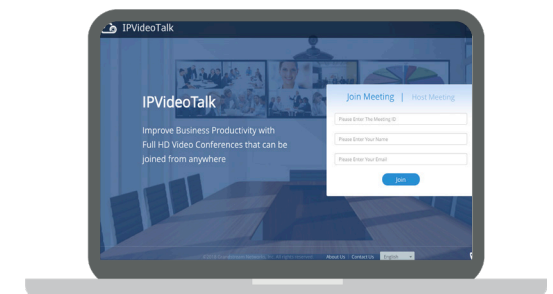 IPVideoTalk
IPVideoTalk
Improve Business Productivity with
Full HD Video Conferences that can be
joined from anywhere
Join Meeting | Host Meeting
Please Enter The Meeting ID
Please Enter Your Name
Please Enter Your Email
Join
About Us | Contact Us English